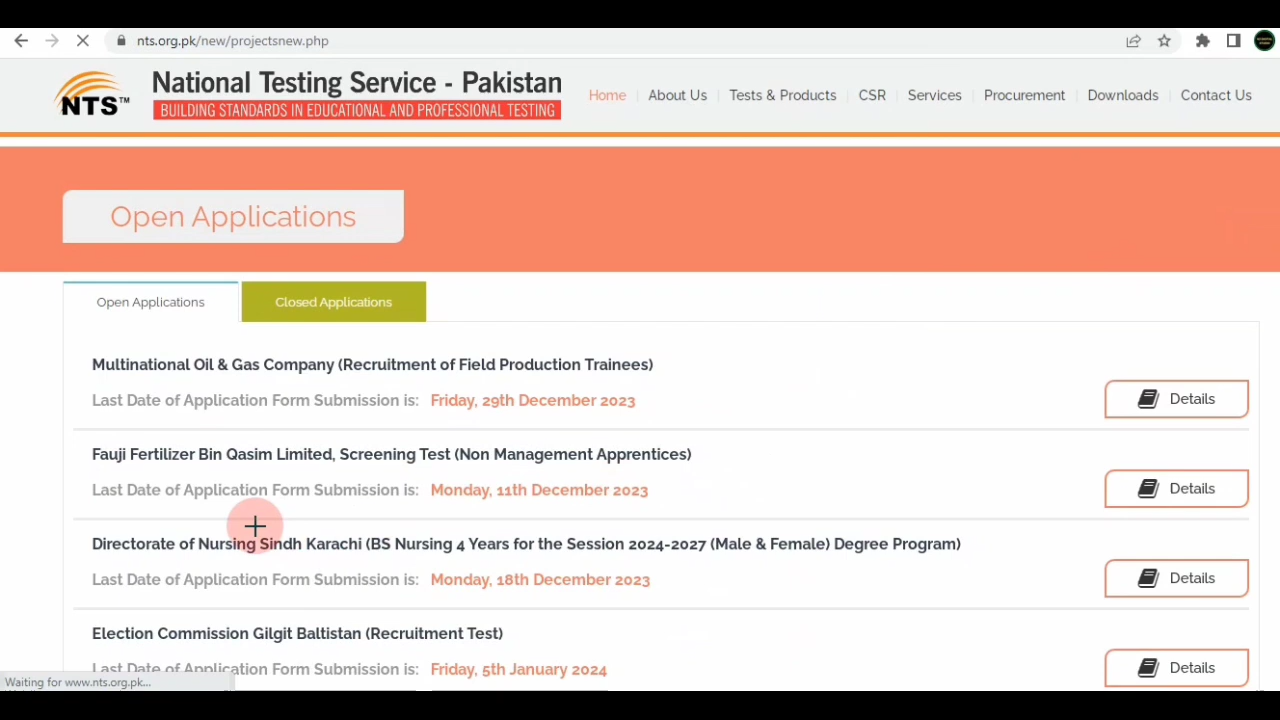 nts.org.pk/new/projectsnew.php
NTS™
National Testing Service - Pakistan
BUILDING STANDARDS IN EDUCATIONAL AND PROFESSIONAL TESTING
Home About Us Tests & Products CSR Services Procurement Downloads Contact Us
Open Applications
Open Applications Closed Applications
Multinational Oil & Gas Company (Recruitment of Field Production Trainees)
Last Date of Application Form Submission is: Friday, 29th December 2023
Details
Fauji Fertilizer Bin Qasim Limited, Screening Test (Non Management Apprentices)
Last Date of Application Form Submission is: Monday, 11th December 2023
Details
Directorate of Nursing Sindh Karachi (BS Nursing 4 Years for the Session 2024-2027 (Male & Female) Degree Program)
Last Date of Application Form Submission is: Monday, 18th December 2023
Details
Election Commission Gilgit Baltistan (Recruitment Test)
Last Date of Application Form Submission is: Friday, 5th January 2024
Details
Waiting for www.nts.org.pk...